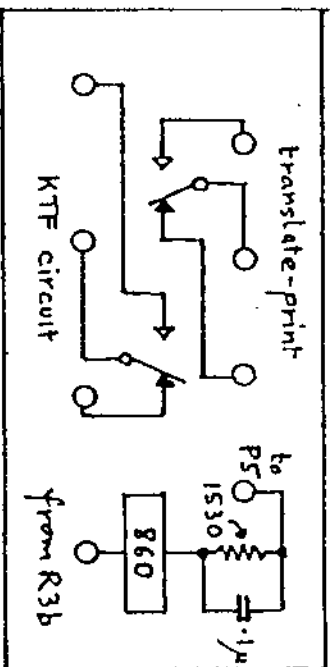 translate-print
KTF circuit
to
P5
1530
.1μ
860
from R3b